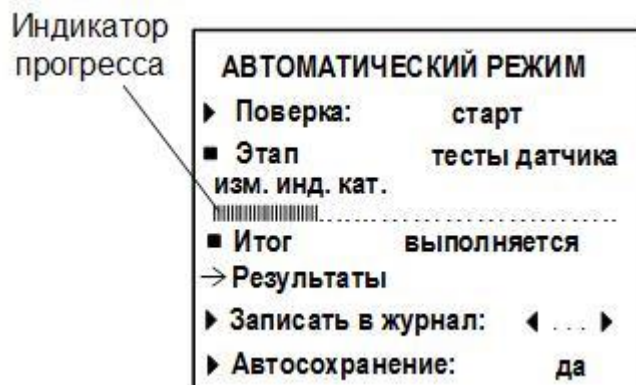 Индикатор
прогресса
АВТОМАТИЧЕСКИЙ РЕЖИМ
Поверка: старт
Этап тесты датчика
изм. инд. кат.
Итог выполняется
Результаты
Записать в журнал: ...
Автосохранение: да